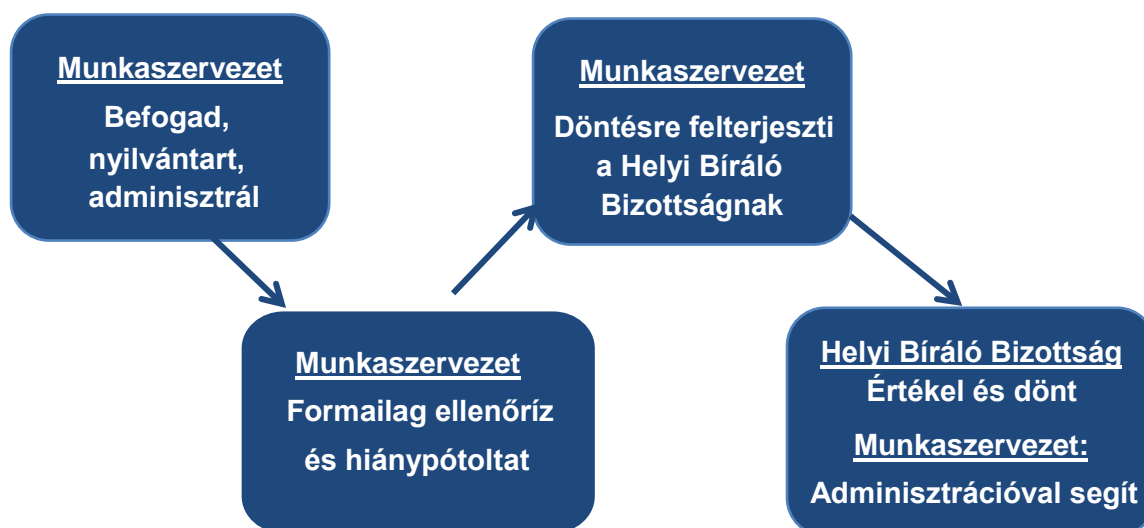 Munkaszervezet
Befogad,
nyilvántart,
adminisztrál
Munkaszervezet
Formailag ellenőríz
és hiánypótoltat
Munkaszervezet
Döntésre felterjeszti
a Helyi Bíráló
Bizottságnak
Helyi Bíráló Bizottság
Értékel és dönt
Munkaszervezet:
Adminisztrációval segít